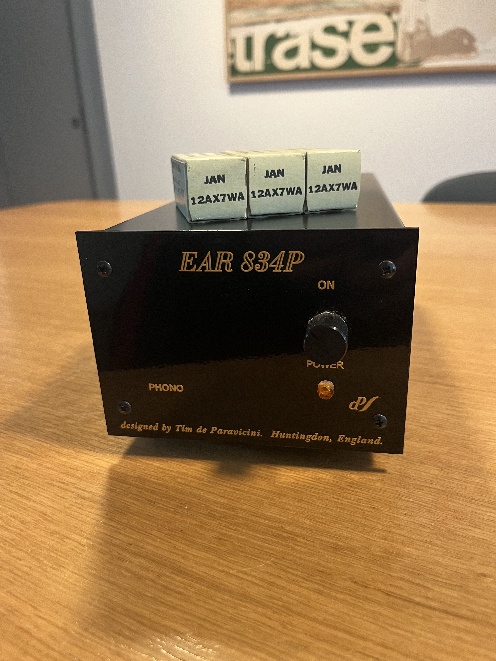 trase
JAN
12AX7WA
JAN
12AX7WA
JAN
12AX7WA
EAR 834P
ON
POWER
PHONO
dPS
designed by Tim de Paravicini. Huntingdon, England.